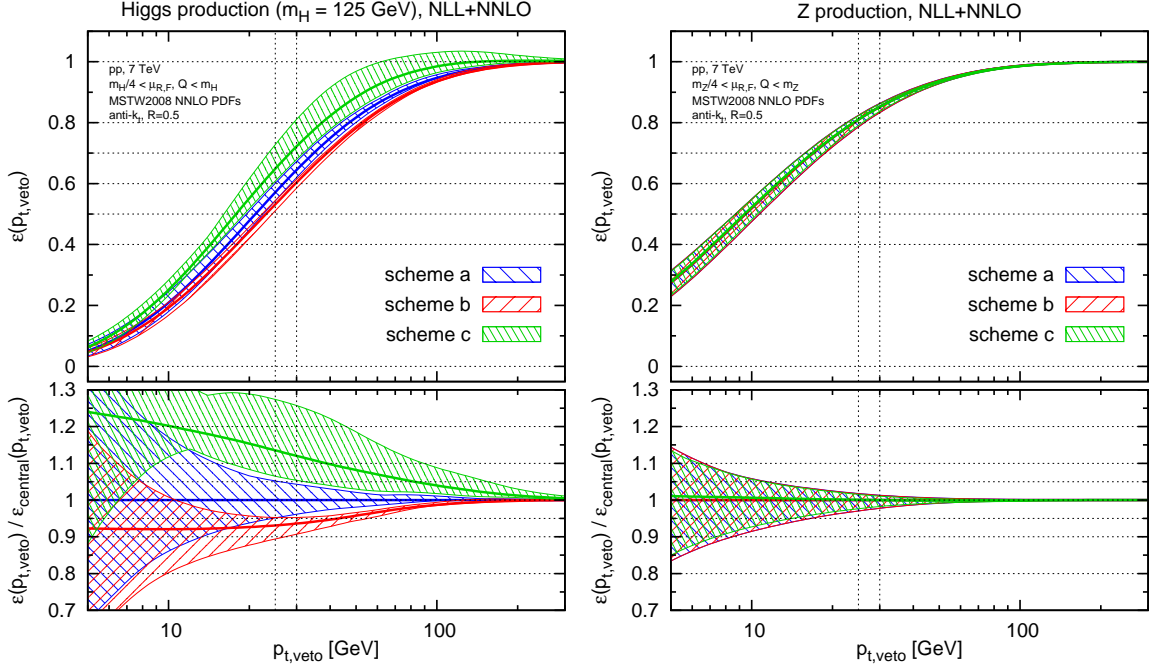 Higgs production (m_H = 125 GeV), NLL+NNLO
ε(p_t,veto)
1
0.8
0.6
0.4
0.2
0
pp, 7 TeV
m_H/4 < μ_R,F, Q < m_H
MSTW2008 NNLO PDFs
anti-k_t, R=0.5
scheme a
scheme b
scheme c
ε(p_t,veto) / ε_central(p_t,veto)
1.3
1.2
1.1
1
0.9
0.8
0.7
10
100
p_t,veto [GeV]
Z production, NLL+NNLO
ε(p_t,veto)
1
0.8
0.6
0.4
0.2
0
pp, 7 TeV
m_Z/4 < μ_R,F, Q < m_Z
MSTW2008 NNLO PDFs
anti-k_t, R=0.5
scheme a
scheme b
scheme c
ε(p_t,veto) / ε_central(p_t,veto)
1.3
1.2
1.1
1
0.9
0.8
0.7
10
100
p_t,veto [GeV]